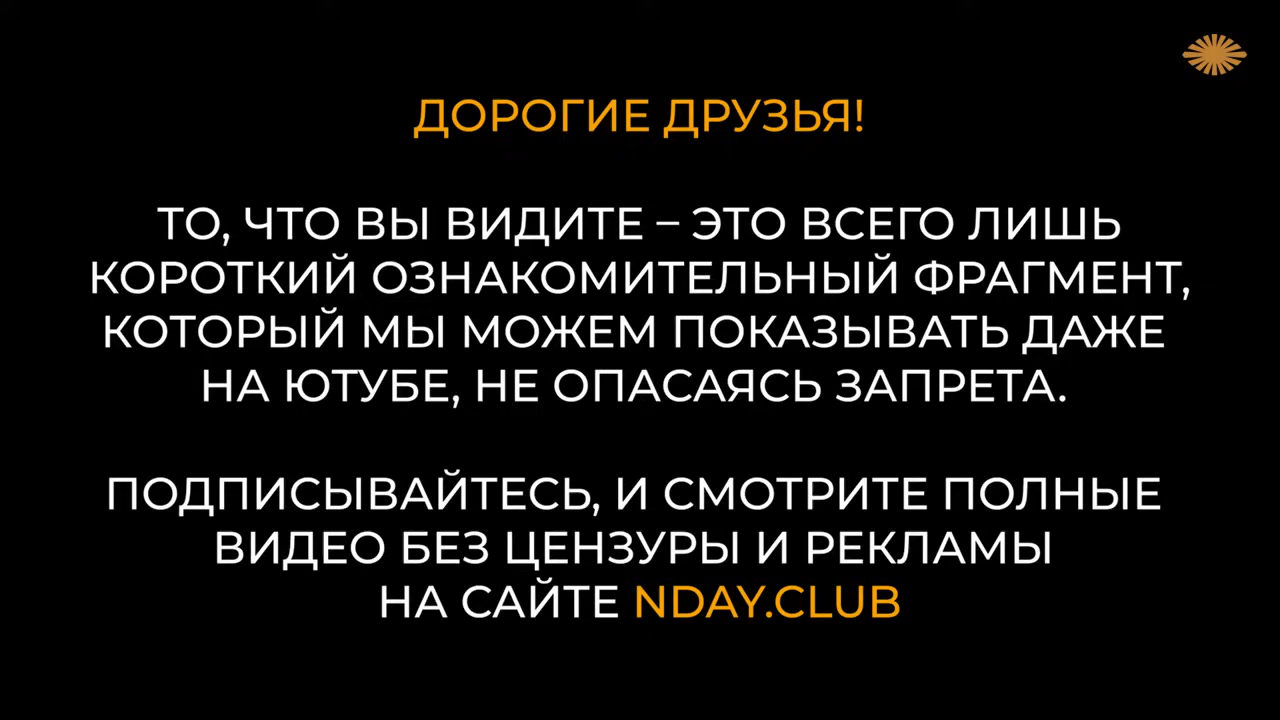 ДОРОГИЕ ДРУЗЬЯ!
ТО, ЧТО ВЫ ВИДИТЕ – ЭТО ВСЕГО ЛИШЬ
КОРОТКИЙ ОЗНАКОМИТЕЛЬНЫЙ ФРАГМЕНТ,
КОТОРЫЙ МЫ МОЖЕМ ПОКАЗЫВАТЬ ДАЖЕ
НА ЮТУБЕ, НЕ ОПАСАЯСЬ ЗАПРЕТА.
ПОДПИСЫВАЙТЕСЬ, И СМОТРИТЕ ПОЛНЫЕ
ВИДЕО БЕЗ ЦЕНЗУРЫ И РЕКЛАМЫ
НА САЙТЕ NDAY.CLUB